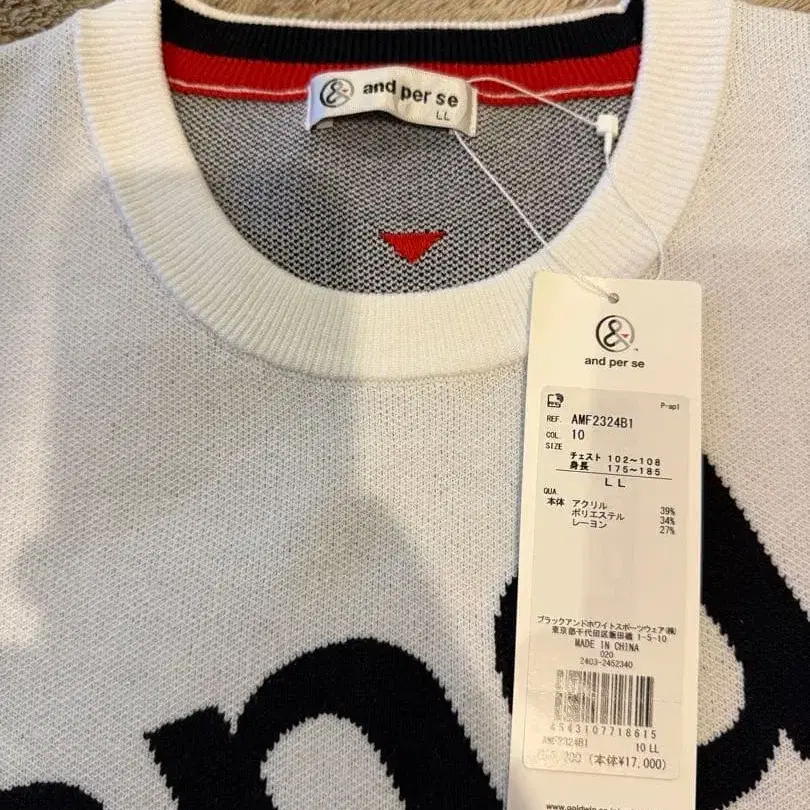 and per se
LL
and per se
P-apl
REF. AMF2324B1
COL. 10
SIZE
チェスト 102~108
身長 175~185
LL
QUA.
本体 アクリル 39%
ポリエステル 34%
レーヨン 27%
ブラックアンドホワイトスポーツウェア(株)
東京都千代田区飯田橋 1-5-10
MADE IN CHINA
020
2403-2452340
4543107718615
AMF2324B1 10 LL
(本体¥17,000)